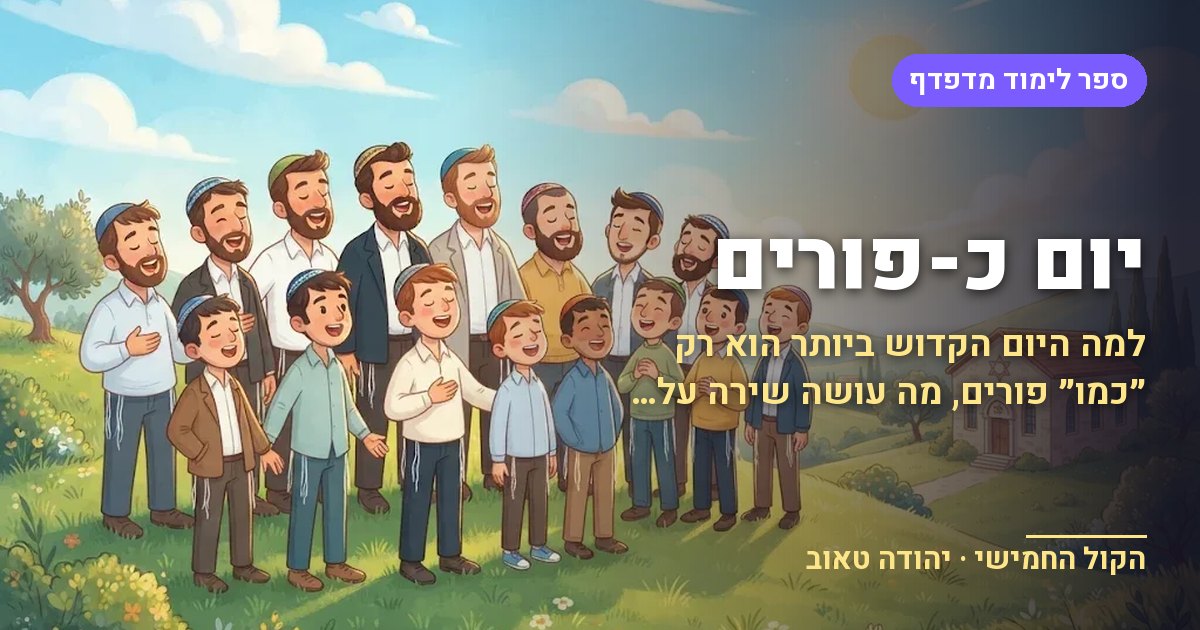 ספר לימוד מדפדף
יום כ-פורים
למה היום הקדוש ביותר הוא רק
"כמו" פורים, מה עושה שירה על…
הקול החמישי · יהודה טאוב